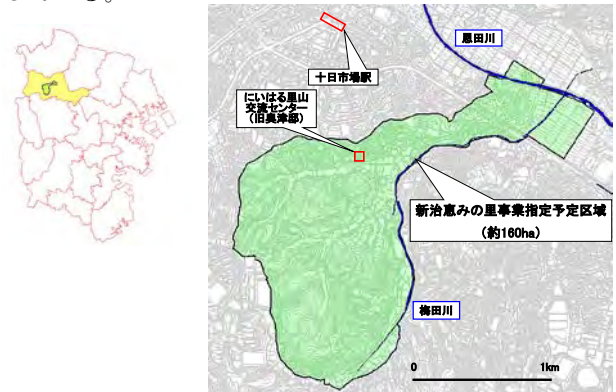 恩田川
十日市場駅
にいはる里山
交流センター
(旧奥津邸)
新治恵みの里事業指定予定区域
(約160ha)
梅田川
0 1km